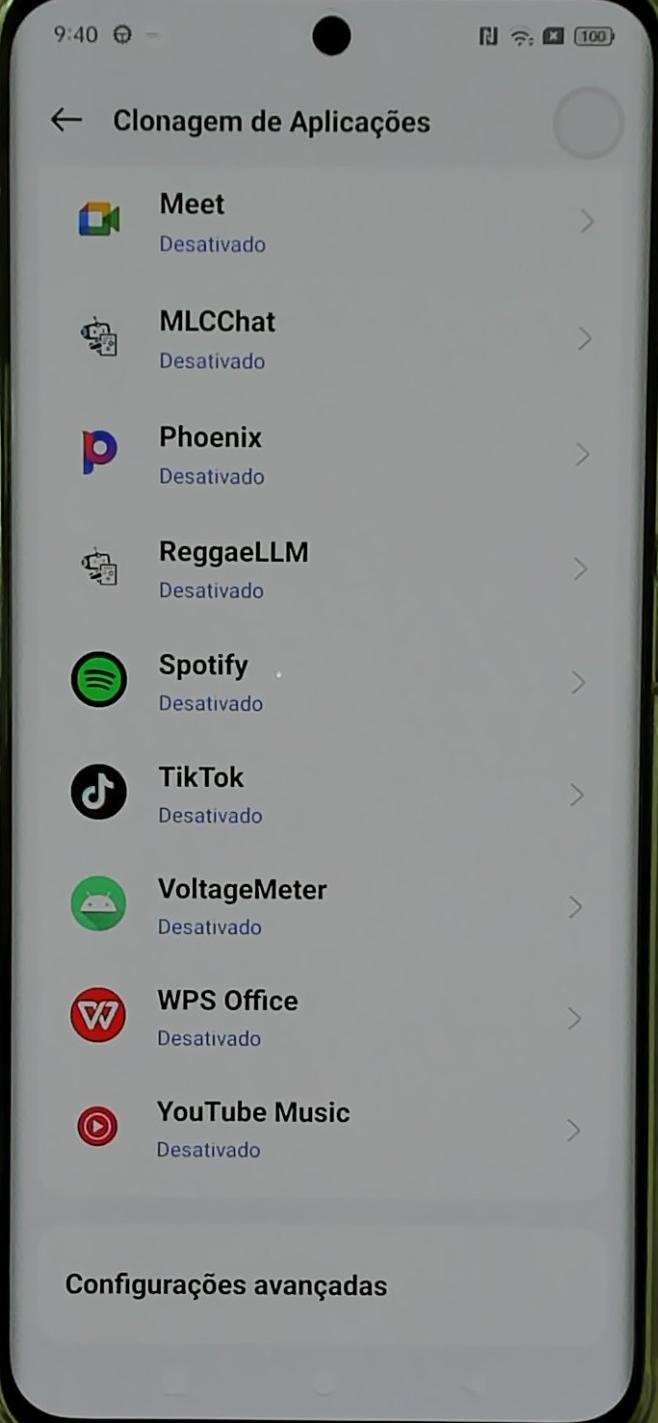 9:40
100
Clonagem de Aplicações
Meet
Desativado
MLCChat
Desativado
Phoenix
Desativado
ReggaeLLM
Desativado
Spotify
Desativado
TikTok
Desativado
VoltageMeter
Desativado
WPS Office
Desativado
YouTube Music
Desativado
Configurações avançadas